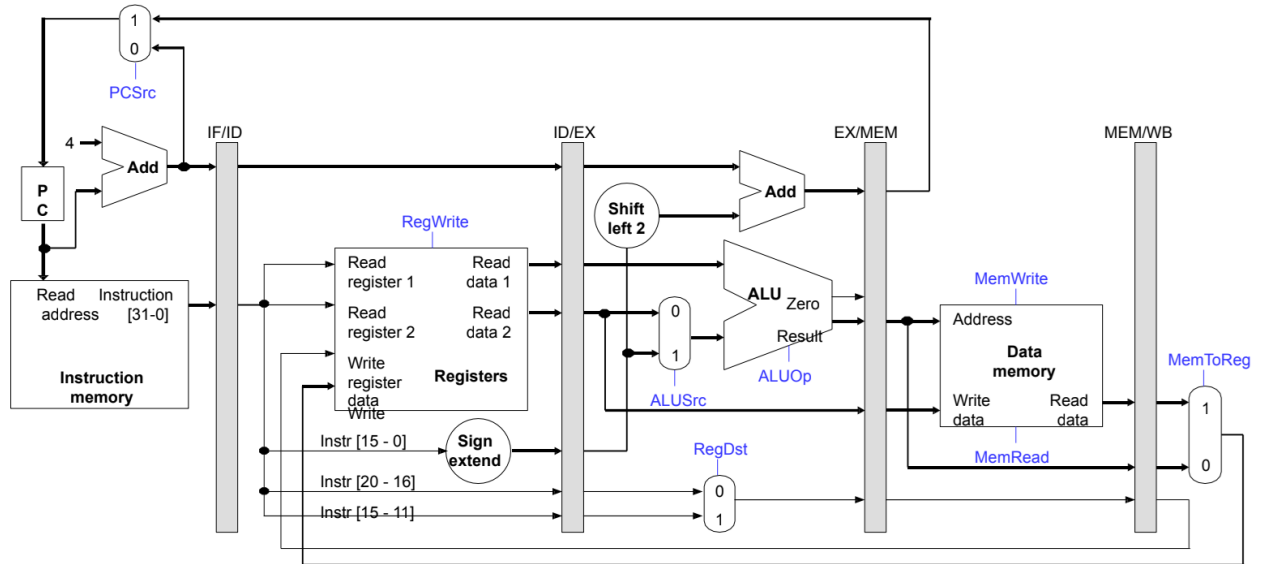 1
0
PCSrc
IF/ID
ID/EX
EX/MEM
MEM/WB
4
Add
P
C
Add
Shift
left 2
RegWrite
Read
register 1
Read
data 1
Read
register 2
Read
data 2
Write
register
data
Write
Registers
Read
address
Instruction
[31-0]
Instruction
memory
0
1
ALUSrc
ALU
Zero
Result
ALUOp
MemWrite
Address
Data
memory
Write
data
Read
data
MemRead
MemToReg
1
0
Instr [15 - 0]
Sign
extend
RegDst
Instr [20 - 16]
0
Instr [15 - 11]
1